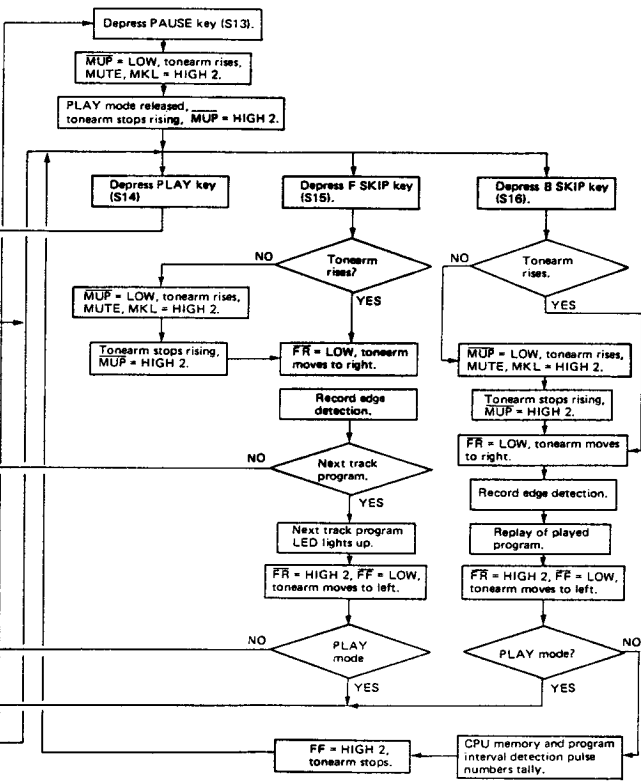 Depress PAUSE key (S13).
MUP = LOW, tonearm rises,
MUTE, MKL = HIGH 2.
PLAY mode released,
tonearm stops rising, MUP = HIGH 2.
Depress PLAY key
(S14)
Depress F SKIP key
(S15).
Depress B SKIP key
(S16).
NO
Tonearm
rises?
YES
NO
Tonearm
rises.
YES
MUP = LOW, tonearm rises,
MUTE, MKL = HIGH 2.
Tonearm stops rising,
MUP = HIGH 2.
FR = LOW, tonearm
moves to right.
MUP = LOW, tonearm rises,
MUTE, MKL = HIGH 2.
Tonearm stops rising,
MUP = HIGH 2.
Record edge
detection.
FR = LOW, tonearm moves
to right.
NO
Next track
program.
YES
Record edge detection.
Next track program
LED lights up.
Replay of played
program.
FR = HIGH 2, FF = LOW,
tonearm moves to left.
FR = HIGH 2, FF = LOW,
tonearm moves to left.
NO
PLAY
mode
YES
PLAY mode?
NO
YES
FF = HIGH 2,
tonearm stops.
CPU memory and program
interval detection pulse
numbers tally.